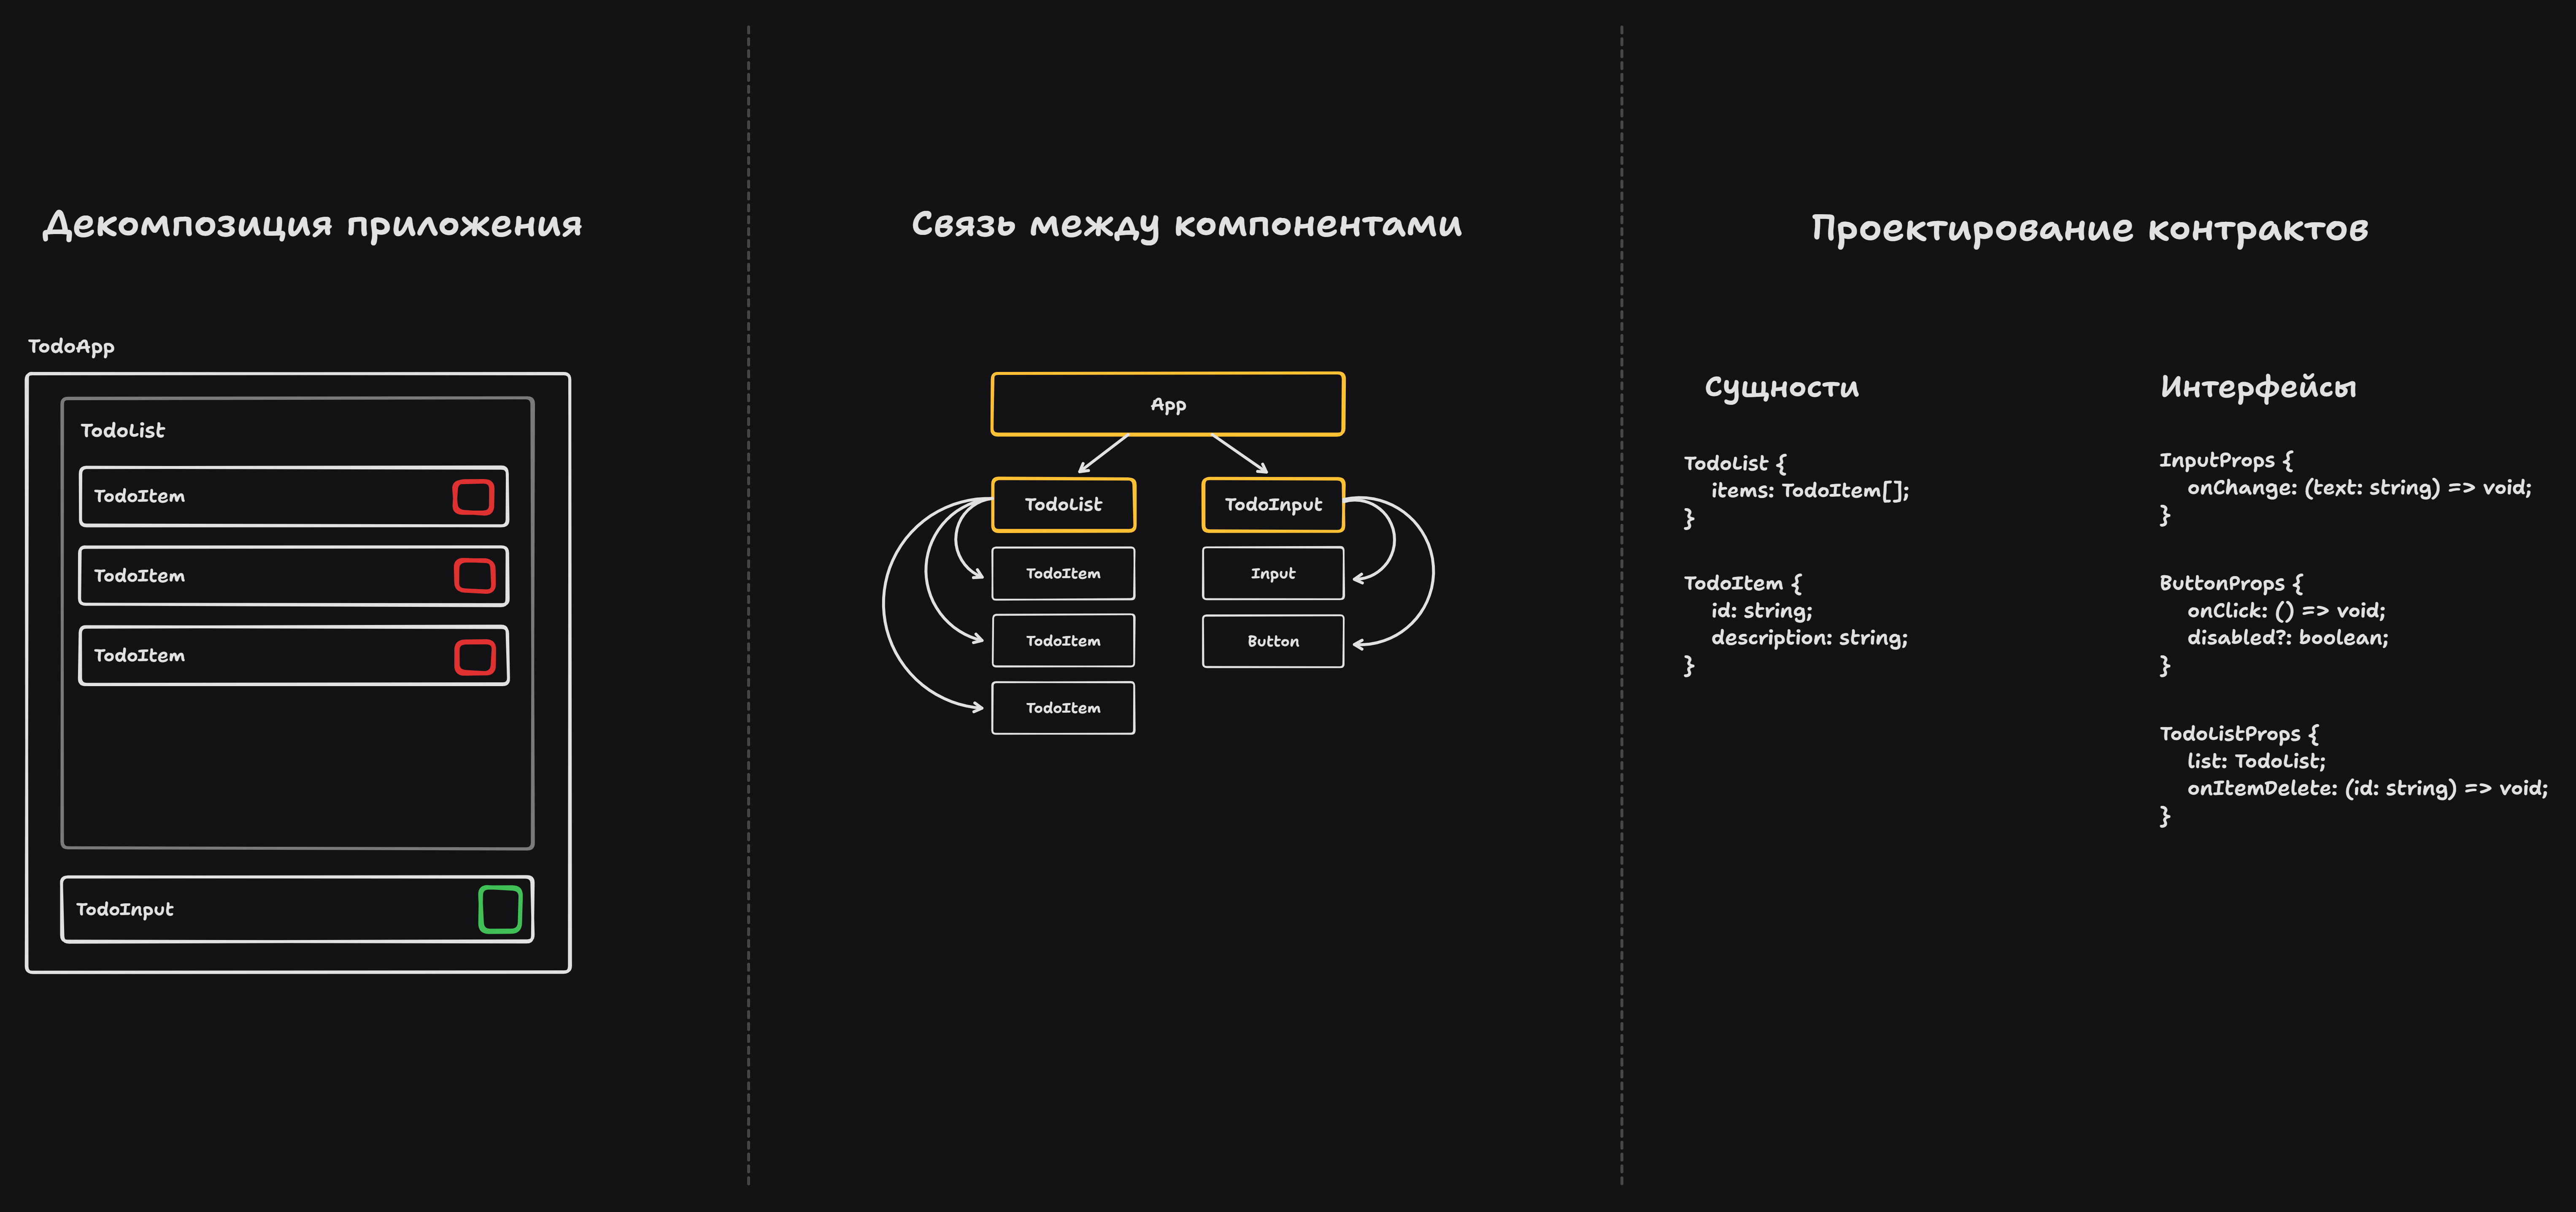 Декомпозиция приложения
TodoApp
TodoList
TodoItem
TodoItem
TodoItem
TodoInput
Связь между компонентами
App
TodoList
TodoInput
TodoItem
Input
TodoItem
Button
TodoItem
Проектирование контрактов
Сущности
TodoList {
items: TodoItem[];
}
TodoItem {
id: string;
description: string;
}
Интерфейсы
InputProps {
onChange: (text: string) => void;
}
ButtonProps {
onClick: () => void;
disabled?: boolean;
}
TodoListProps {
list: TodoList;
onItemDelete: (id: string) => void;
}